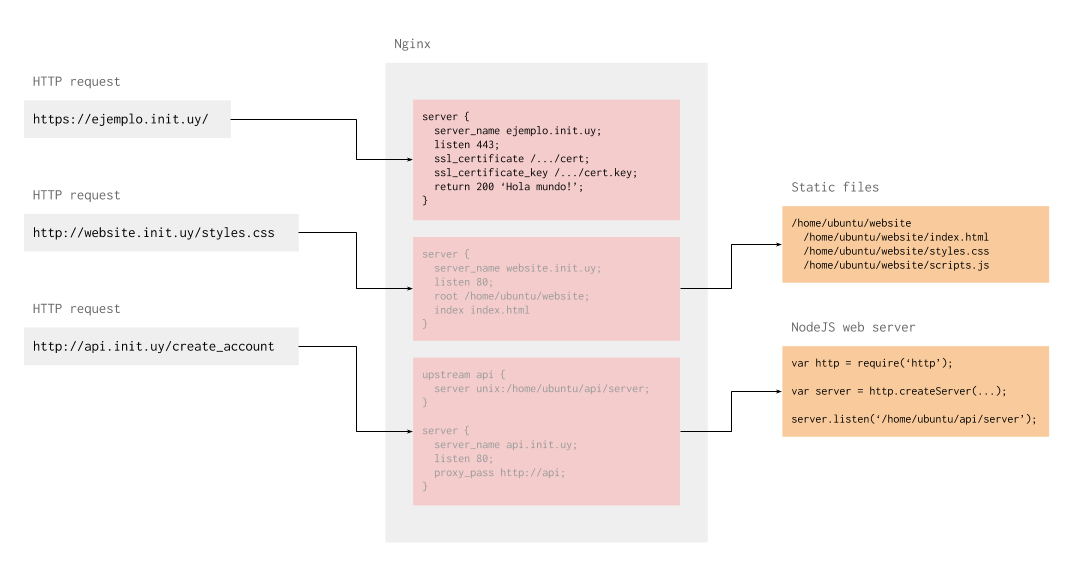 Nginx
HTTP request
https://ejemplo.init.uy/
HTTP request
http://website.init.uy/styles.css
HTTP request
http://api.init.uy/create_account
server {
  server_name ejemplo.init.uy;
  listen 443;
  ssl_certificate /.../cert;
  ssl_certificate_key /.../cert.key;
  return 200 ‘Hola mundo!’;
}
server {
  server_name website.init.uy;
  listen 80;
  root /home/ubuntu/website;
  index index.html
}
upstream api {
  server unix:/home/ubuntu/api/server;
}
server {
  server_name api.init.uy;
  listen 80;
  proxy_pass http://api;
}
Static files
/home/ubuntu/website
  /home/ubuntu/website/index.html
  /home/ubuntu/website/styles.css
  /home/ubuntu/website/scripts.js
NodeJS web server
var http = require(‘http’);
var server = http.createServer(...);
server.listen(‘/home/ubuntu/api/server’);